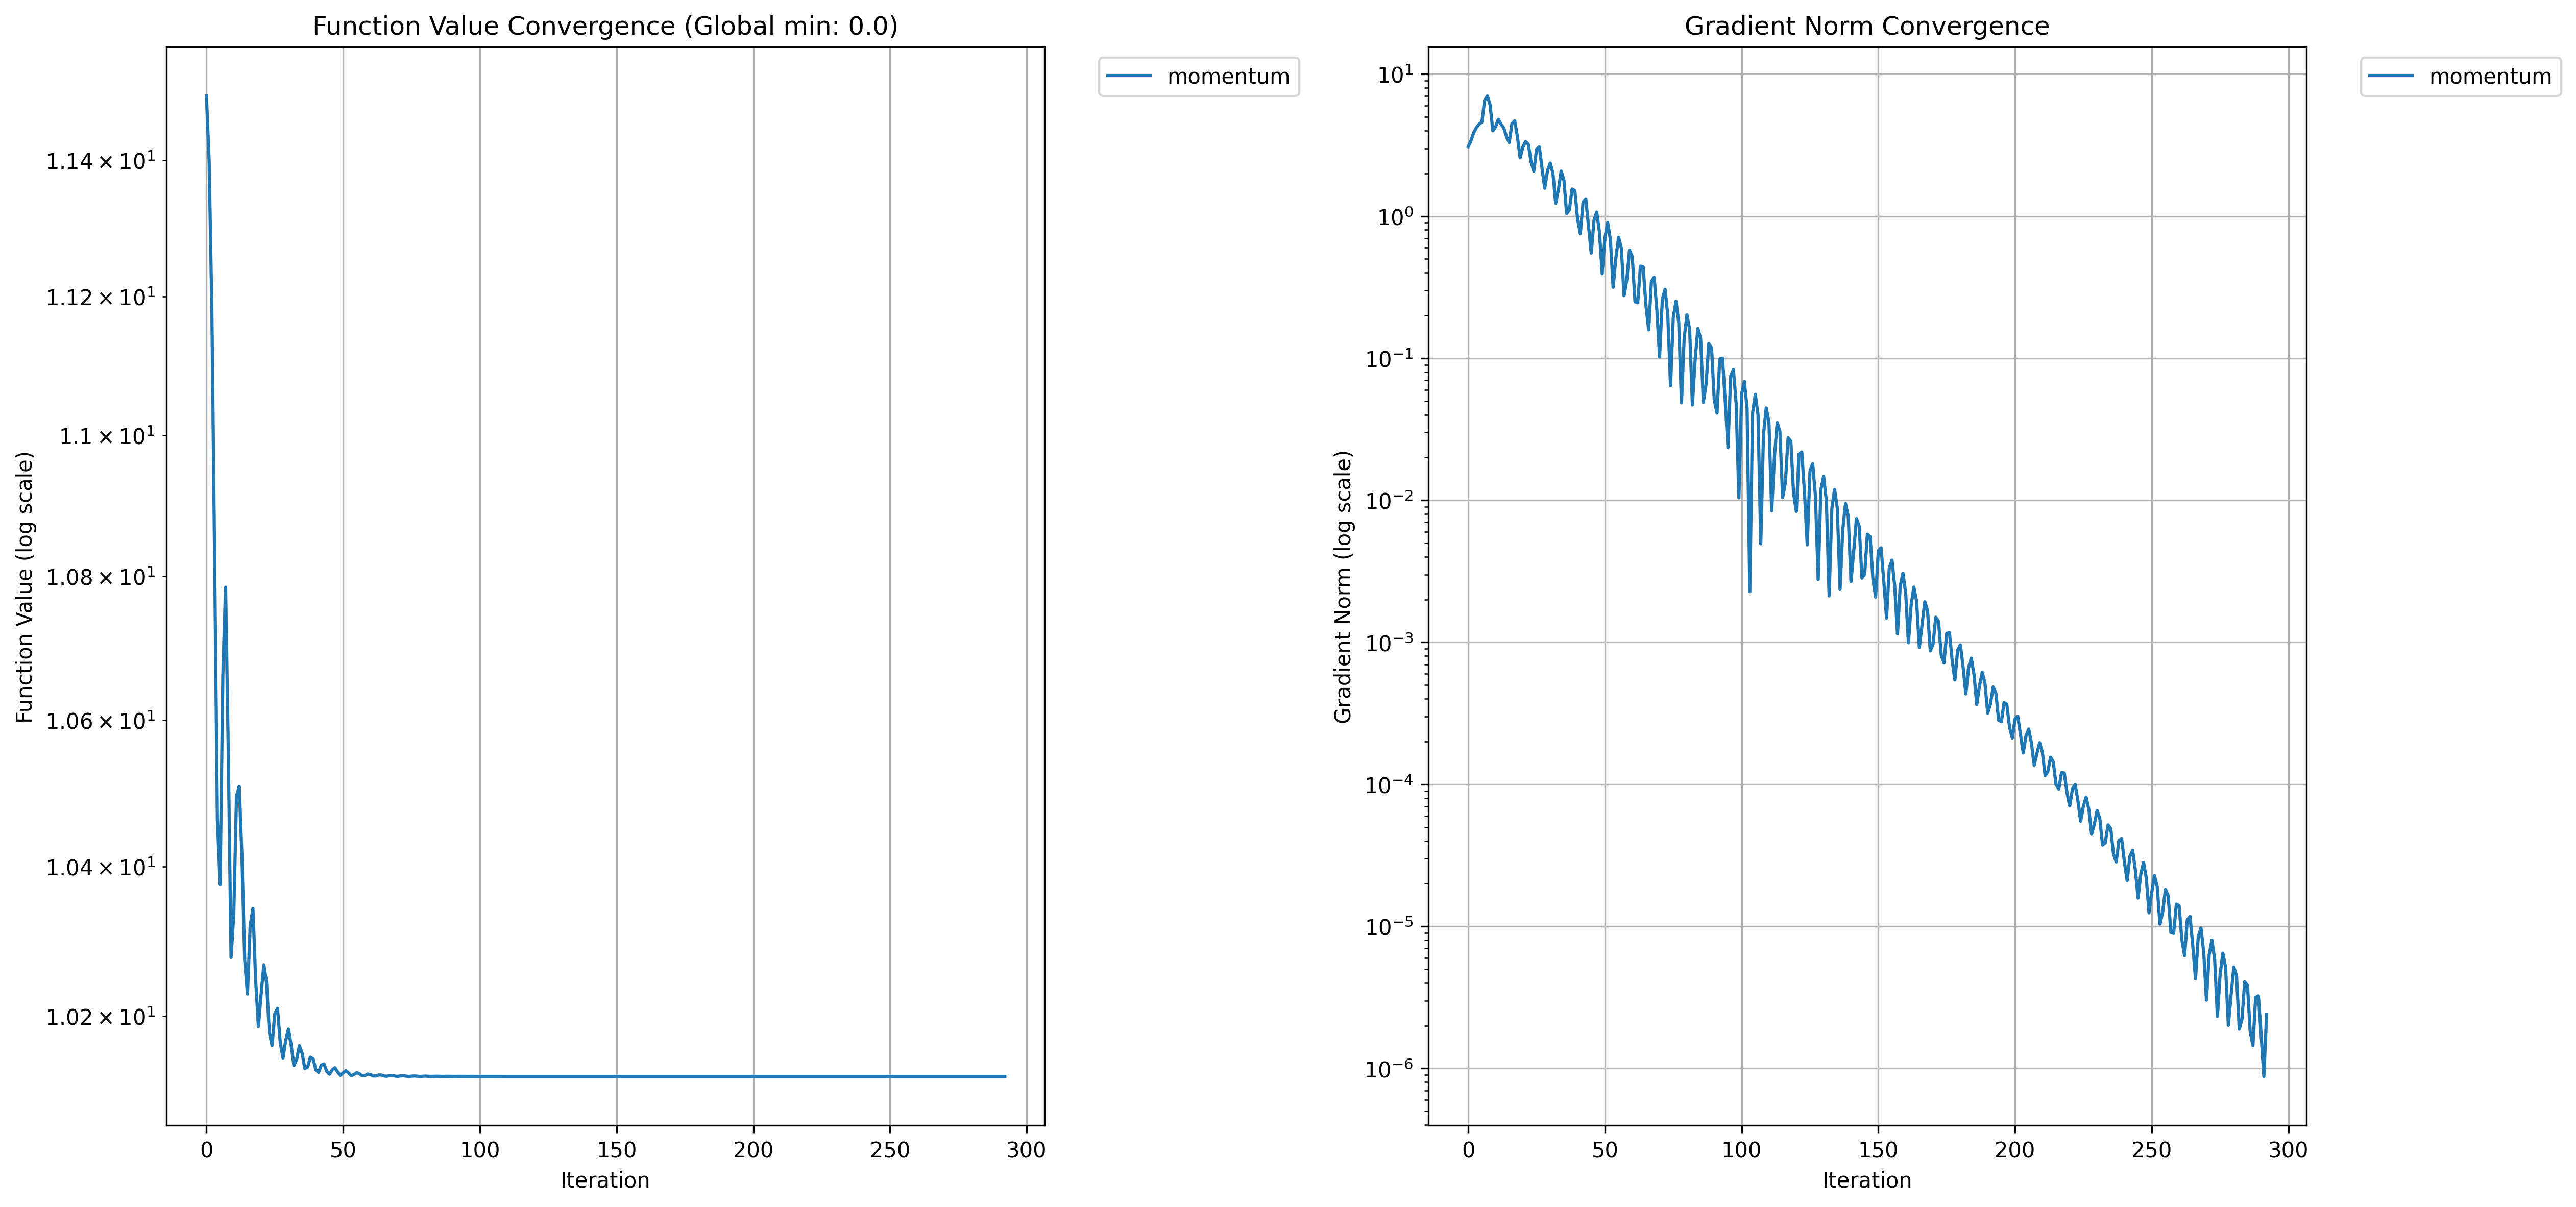 Function Value Convergence (Global min: 0.0)
momentum
1.14 × 10¹
1.12 × 10¹
1.1 × 10¹
1.08 × 10¹
1.06 × 10¹
1.04 × 10¹
1.02 × 10¹
Function Value (log scale)
0 50 100 150 200 250 300
Iteration
Gradient Norm Convergence
momentum
10¹
10⁰
10⁻¹
10⁻²
10⁻³
10⁻⁴
10⁻⁵
10⁻⁶
Gradient Norm (log scale)
0 50 100 150 200 250 300
Iteration